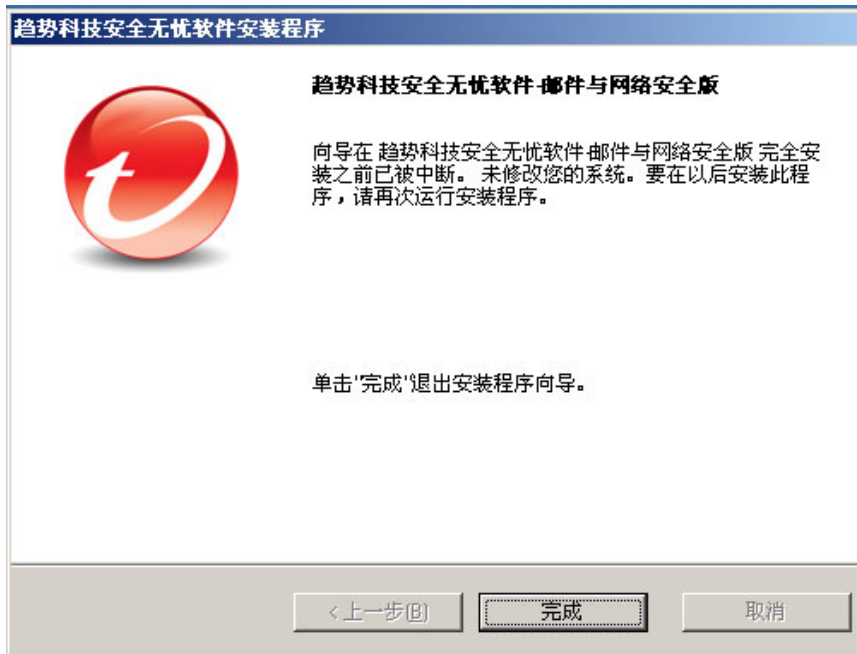 趋势科技安全无忧软件安装程序
趋势科技安全无忧软件-邮件与网络安全版
向导在 趋势科技安全无忧软件-邮件与网络安全版 完全安
装之前已被中断。 未修改您的系统。要在以后安装此程
序，请再次运行安装程序。
单击'完成'退出安装程序向导。
<上一步(B)
完成
取消